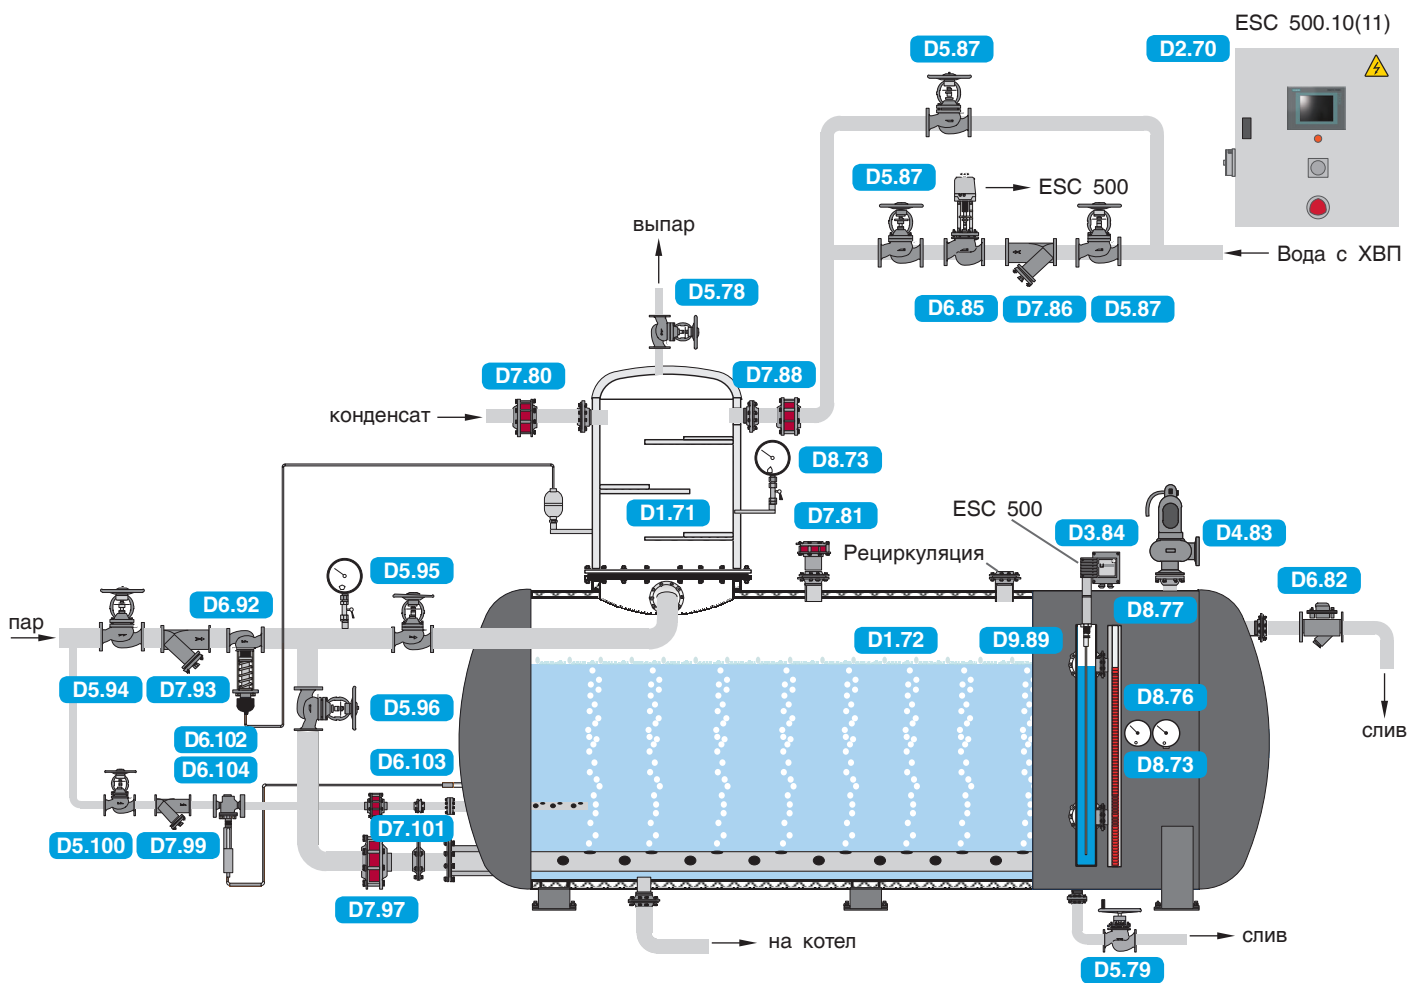 ESC 500.10(11)
D5.87
D2.70
D5.87
ESC 500
выпар
Вода с ХВП
D5.78
D6.85
D7.86
D5.87
D7.80
D7.88
конденсат
D8.73
D1.71
ESC 500
D7.81
D3.84
D4.83
Рециркуляция
D5.95
D6.82
D6.92
D8.77
пар
D1.72
D9.89
D5.94
D7.93
D8.76
D5.96
слив
D6.102
D6.103
D8.73
D6.104
D7.101
D5.100
D7.99
D7.97
на котел
слив
D5.79